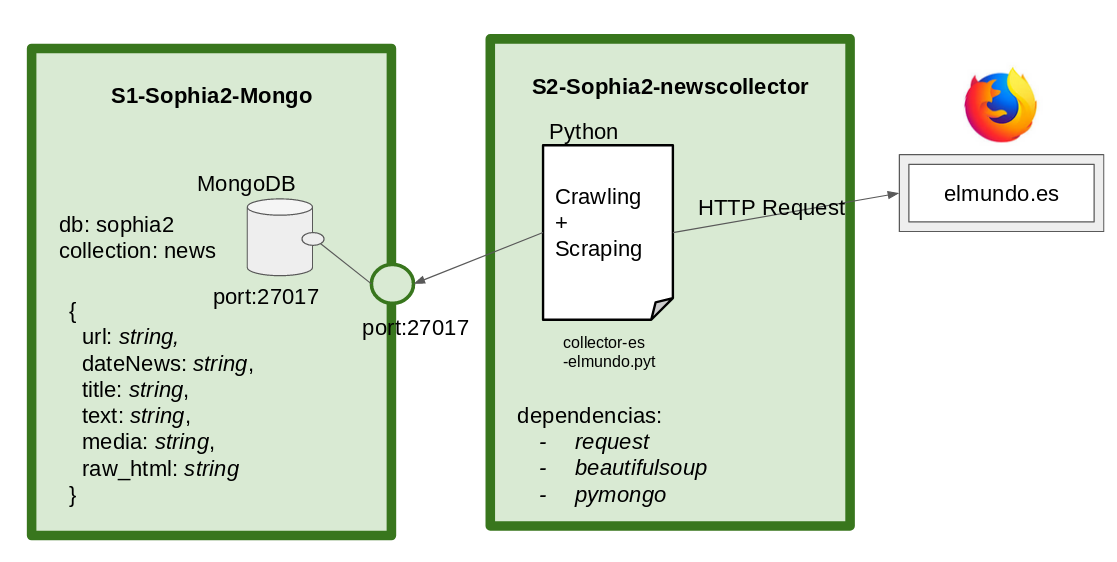 S1-Sophia2-Mongo
MongoDB
db: sophia2
collection: news
port:27017
{
url: string,
dateNews: string,
title: string,
text: string,
media: string,
raw_html: string
}
port:27017
S2-Sophia2-newscollector
Python
Crawling
+
Scraping
collector-es
-elmundo.pyt
dependencias:
- request
- beautifulsoup
- pymongo
HTTP Request
elmundo.es